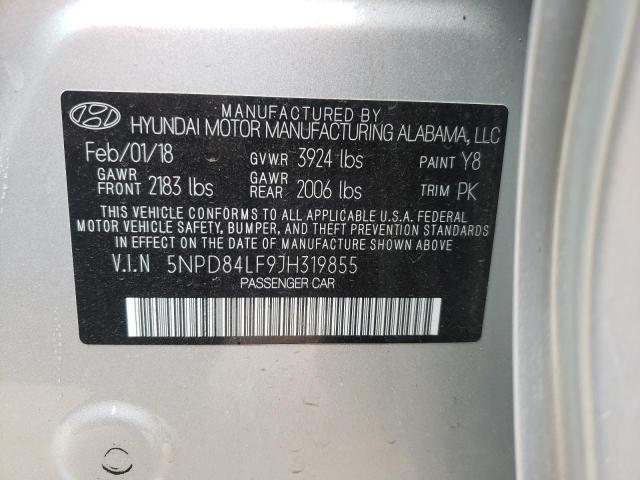 MANUFACTURED BY
HYUNDAI MOTOR MANUFACTURING ALABAMA, LLC
Feb/01/18 GVWR 3924 lbs PAINT Y8
GAWR FRONT 2183 lbs GAWR REAR 2006 lbs TRIM PK
THIS VEHICLE CONFORMS TO ALL APPLICABLE U.S.A. FEDERAL
MOTOR VEHICLE SAFETY, BUMPER, AND THEFT PREVENTION STANDARDS
IN EFFECT ON THE DATE OF MANUFACTURE SHOWN ABOVE.
V.I.N 5NPD84LF9JH319855
PASSENGER CAR